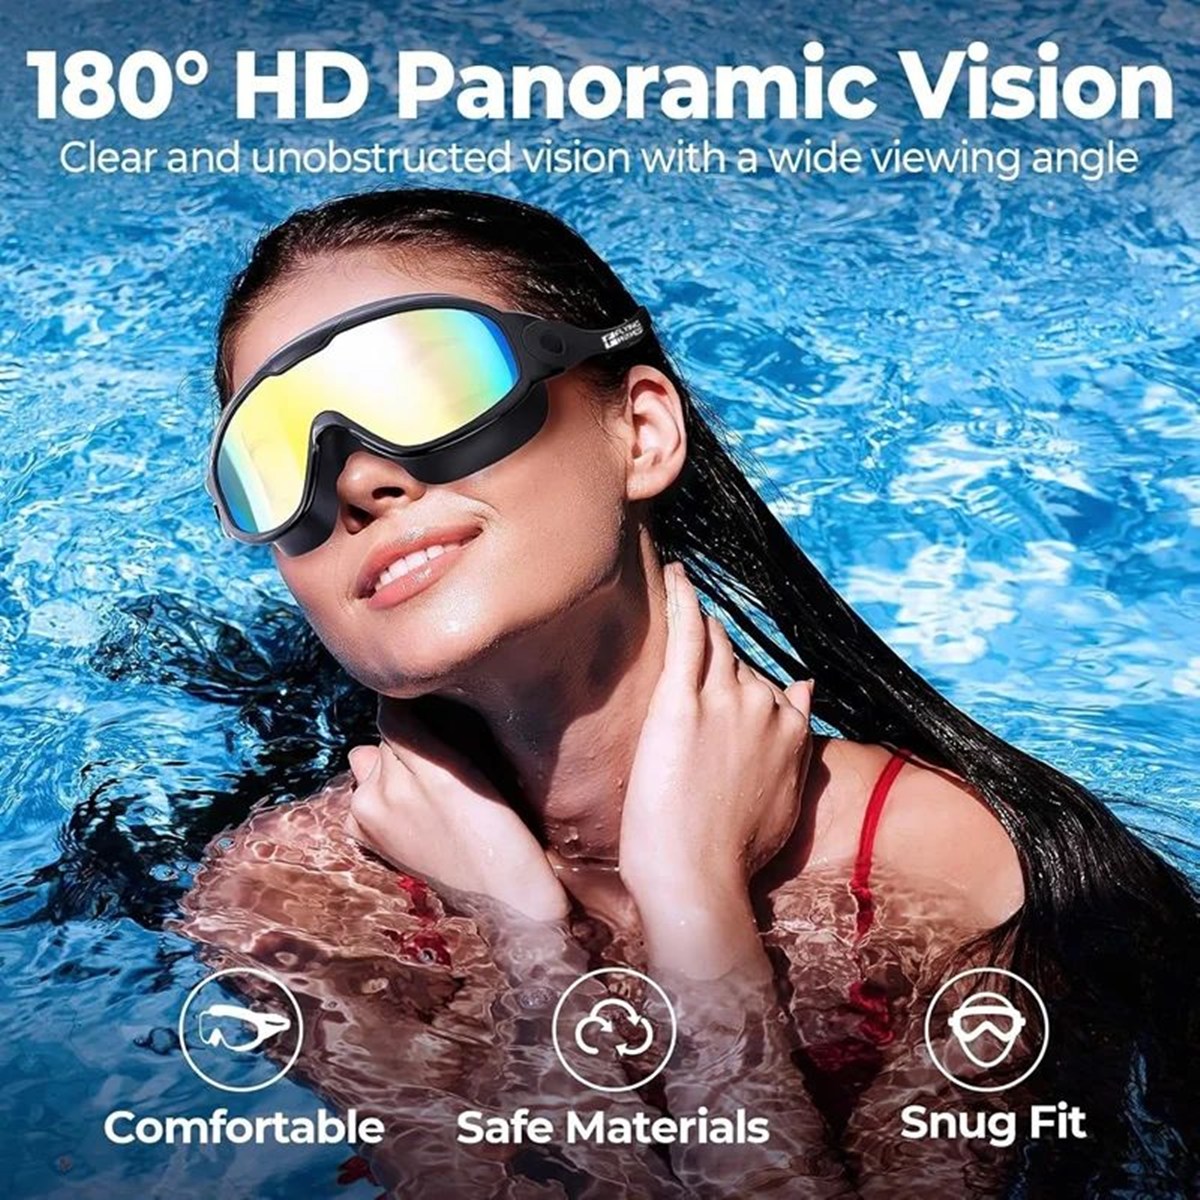 180° HD Panoramic Vision
Clear and unobstructed vision with a wide viewing angle
Comfortable
Safe Materials
Snug Fit